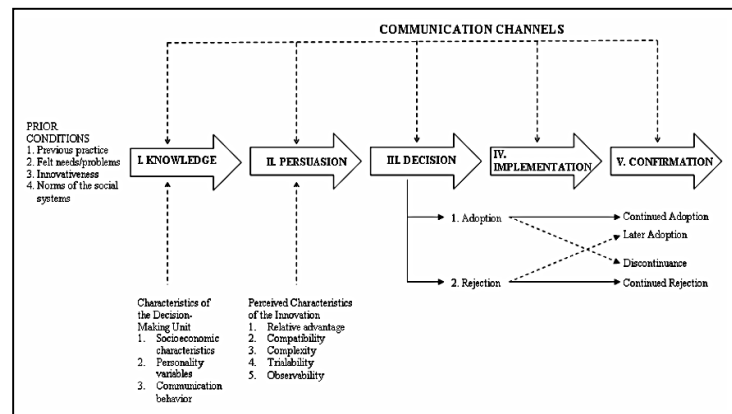 COMMUNICATION CHANNELS
PRIOR
CONDITIONS
1. Previous practice
2. Felt needs/problems
3. Innovativeness
4. Norms of the social
systems
I. KNOWLEDGE
II. PERSUASION
III. DECISION
IV.
IMPLEMENTATION
V. CONFIRMATION
1. Adoption
2. Rejection
Continued Adoption
Later Adoption
Discontinuance
Continued Rejection
Characteristics of
the Decision-
Making Unit
1. Socioeconomic
characteristics
2. Personality
variables
3. Communication
behavior
Perceived Characteristics
of the Innovation
1. Relative advantage
2. Compatibility
3. Complexity
4. Trialability
5. Observability